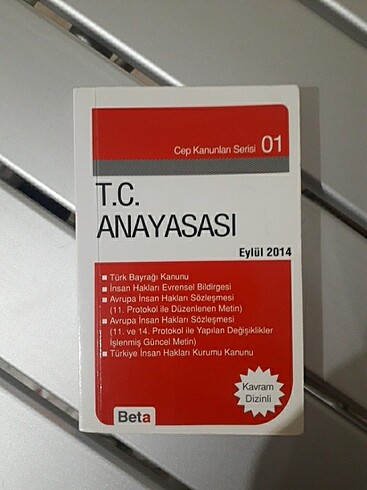 Cep Kanunları Serisi 01
T.C.
ANAYASASI
Eylül 2014
Türk Bayrağı Kanunu
İnsan Hakları Evrensel Bildirgesi
Avrupa İnsan Hakları Sözleşmesi
(11. Protokol ile Düzenlenen Metin)
Avrupa İnsan Hakları Sözleşmesi
(11. ve 14. Protokol ile Yapılan Değişiklikler
İşlenmiş Güncel Metin)
Türkiye İnsan Hakları Kurumu Kanunu
Kavram
Dizinli
Beta